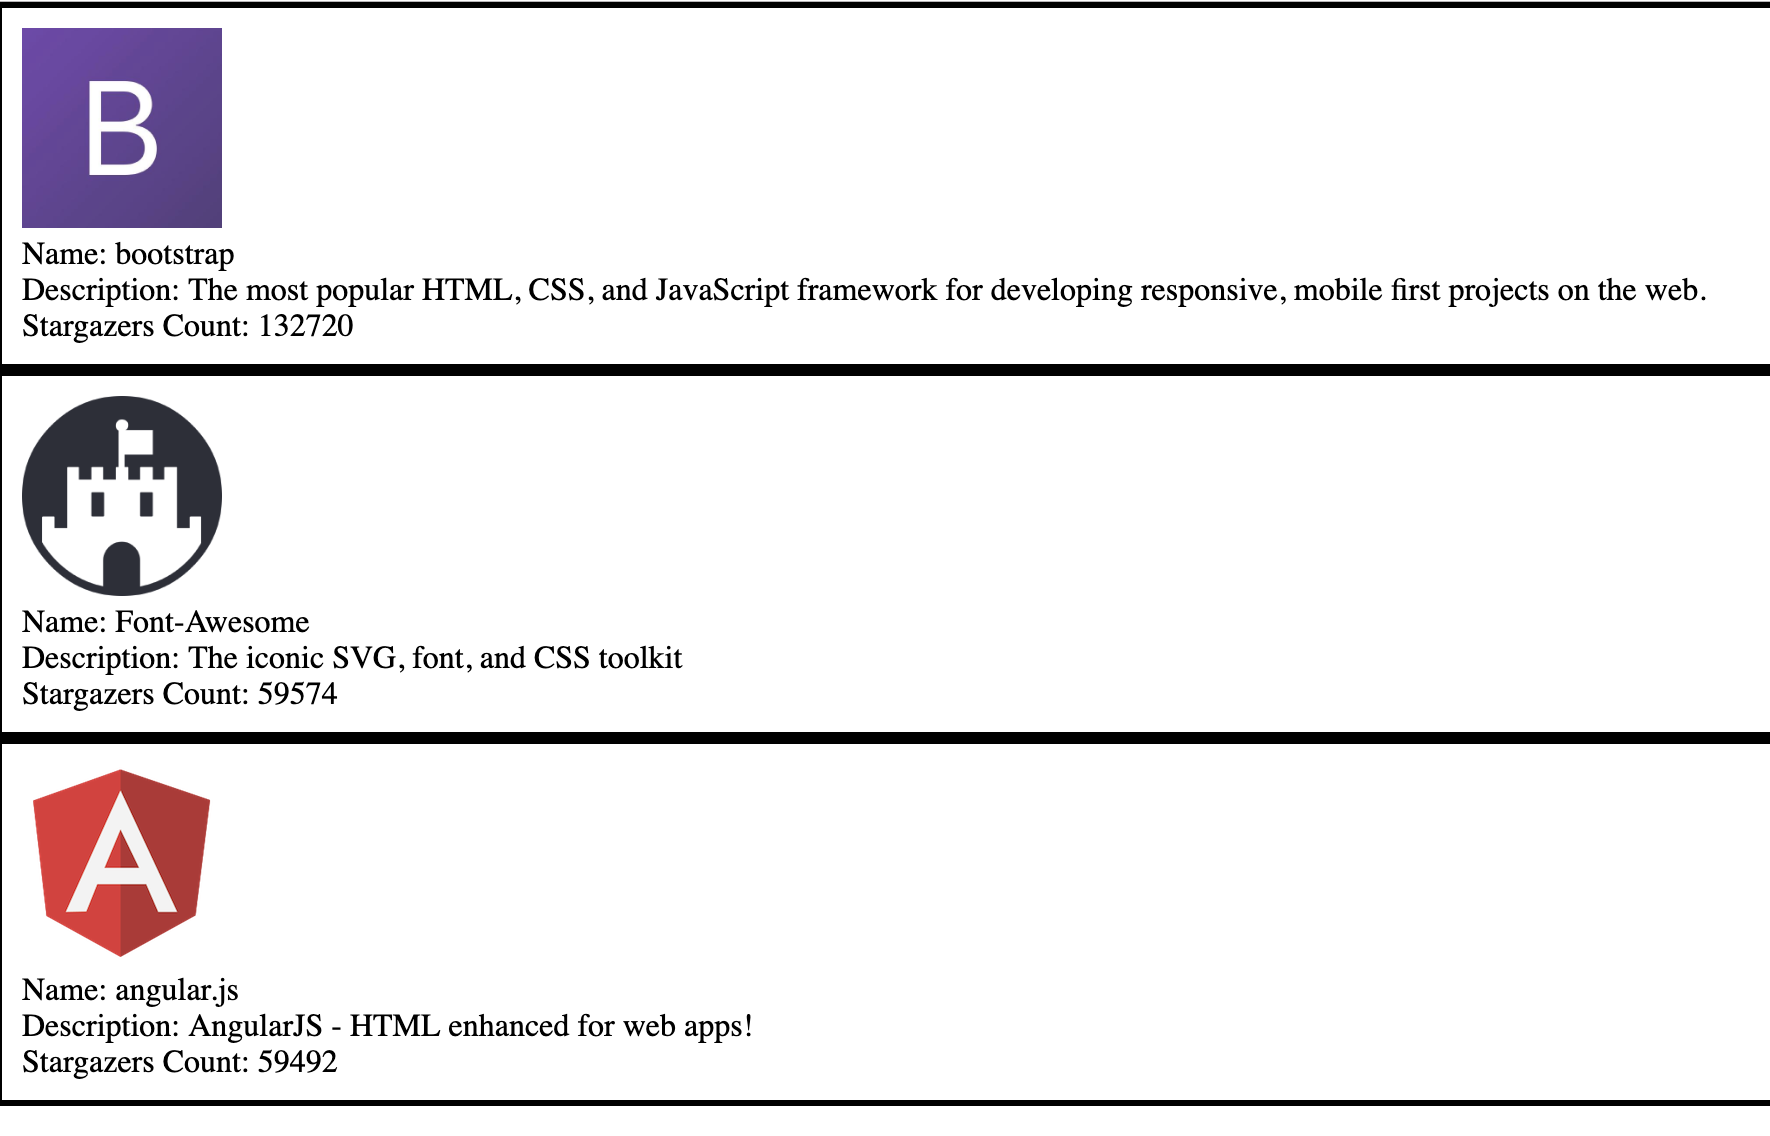 B
Name: bootstrap
Description: The most popular HTML, CSS, and JavaScript framework for developing responsive, mobile first projects on the web.
Stargazers Count: 132720
Name: Font-Awesome
Description: The iconic SVG, font, and CSS toolkit
Stargazers Count: 59574
A
Name: angular.js
Description: AngularJS - HTML enhanced for web apps!
Stargazers Count: 59492